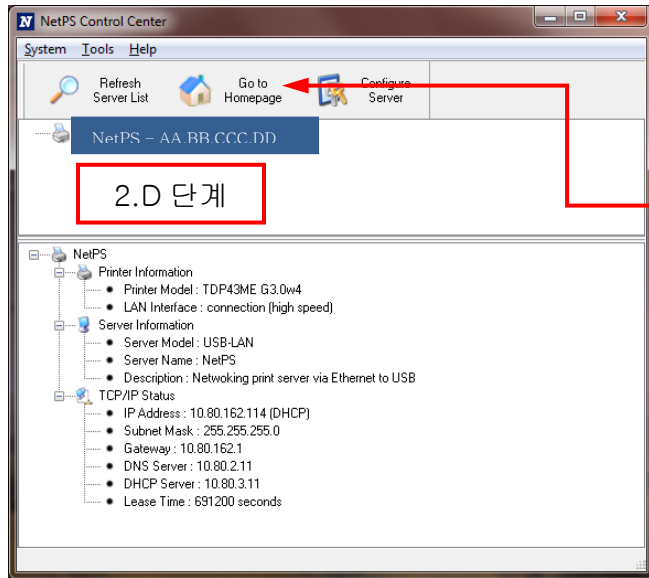 NetPS Control Center
System Tools Help
Refresh Server List
Go to Homepage
Configure Server
NetPS – AA.BB.CCC.DD
2.D 단계
NetPS
Printer Information
Printer Model : TDP43ME G3.0w4
LAN Interface : connection (high speed)
Server Information
Server Model : USB-LAN
Server Name : NetPS
Description : Netwoking print server via Ethernet to USB
TCP/IP Status
IP Address : 10.80.162.114 (DHCP)
Subnet Mask : 255.255.255.0
Gateway : 10.80.162.1
DNS Server : 10.80.2.11
DHCP Server : 10.80.3.11
Lease Time : 691200 seconds